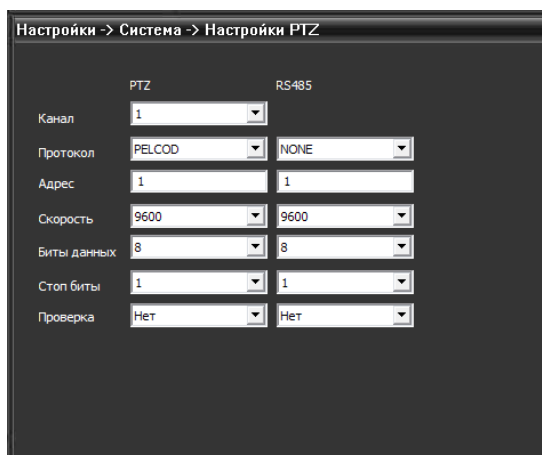 Настройки -> Система -> Настройки PTZ
PTZ RS485
Канал 1
Протокол PELCOD NONE
Адрес 1 1
Скорость 9600 9600
Биты данных 8 8
Стоп биты 1 1
Проверка Нет Нет